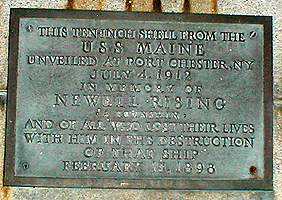 THIS TEN-INCH SHELL FROM THE
U.S.S. MAINE
UNVEILED AT PORT CHESTER, N.Y.
JULY 4, 1912
IN MEMORY OF
NEWELL RISING
A TOWNSMAN
AND OF ALL WHO LOST THEIR LIVES
WITH HIM IN THE DESTRUCTION
OF THAT SHIP
FEBRUARY 15, 1898